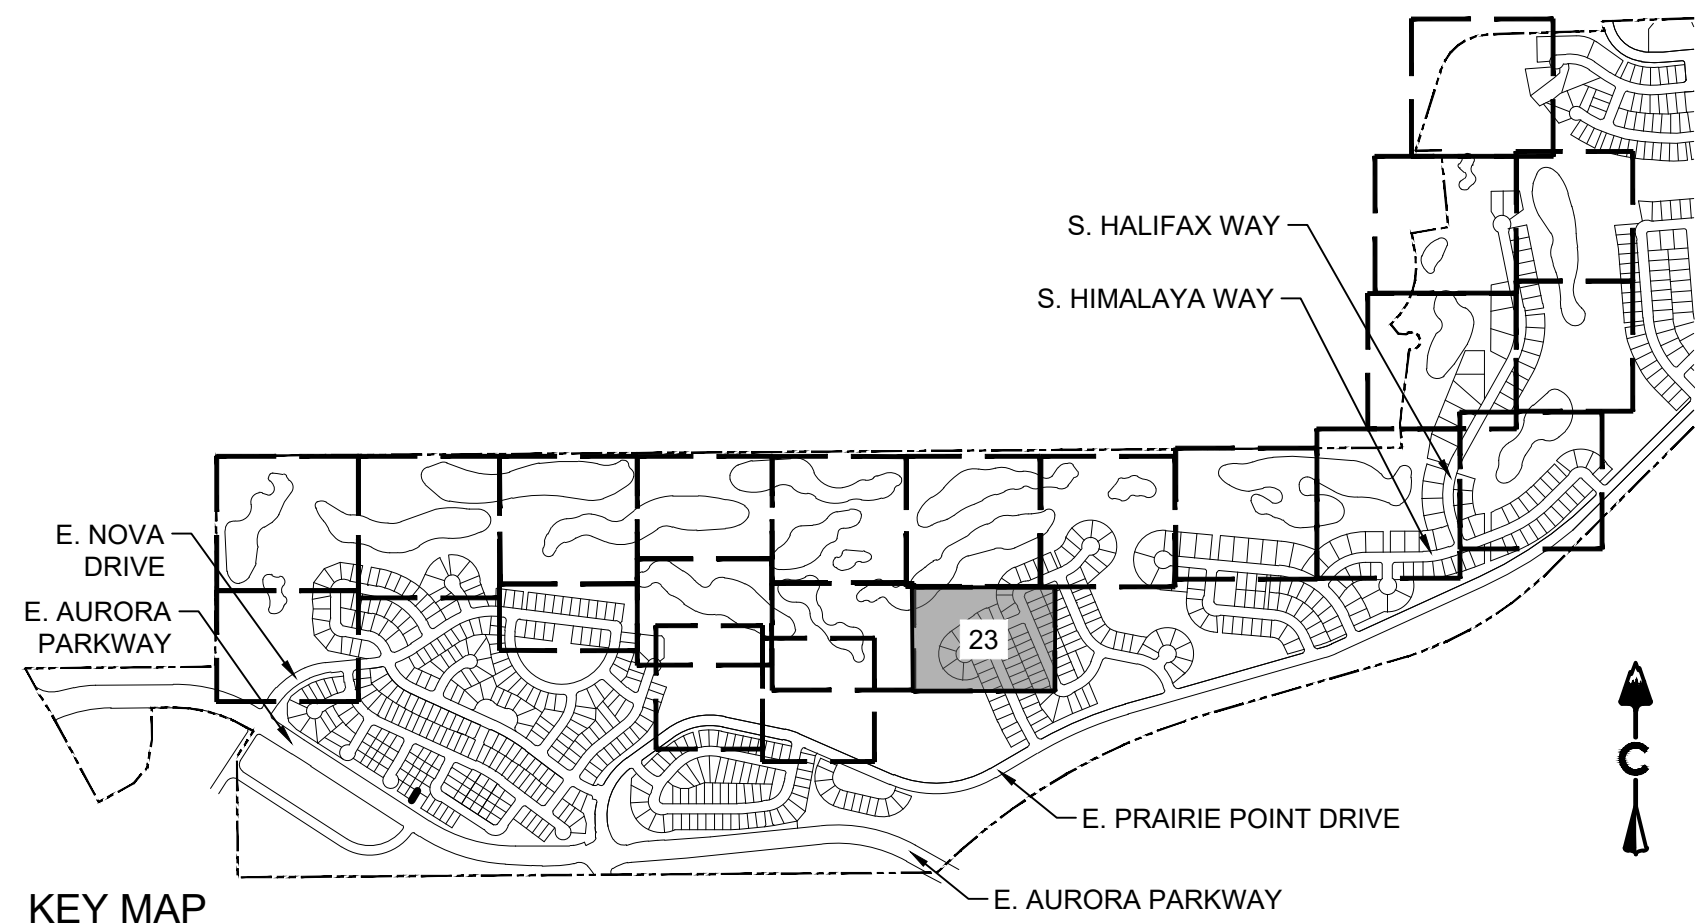 S. HALIFAX WAY
S. HIMALAYA WAY
E. NOVA
DRIVE
E. AURORA
PARKWAY
23
E. PRAIRIE POINT DRIVE
E. AURORA PARKWAY
C
KEY MAP